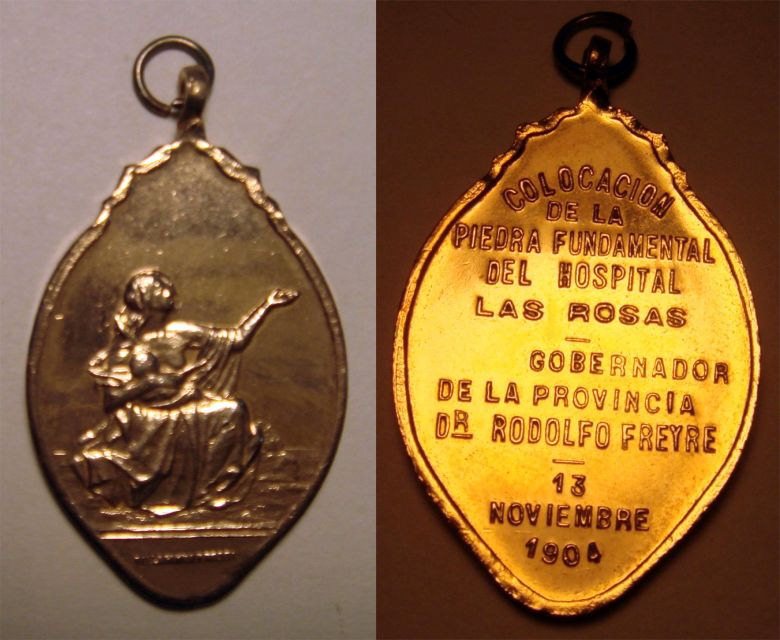 COLOCACION
DE LA
PIEDRA FUNDAMENTAL
DEL HOSPITAL
LAS ROSAS
GOBERNADOR
DE LA PROVINCIA
DR RODOLFO FREYRE
13
NOVIEMBRE
1904